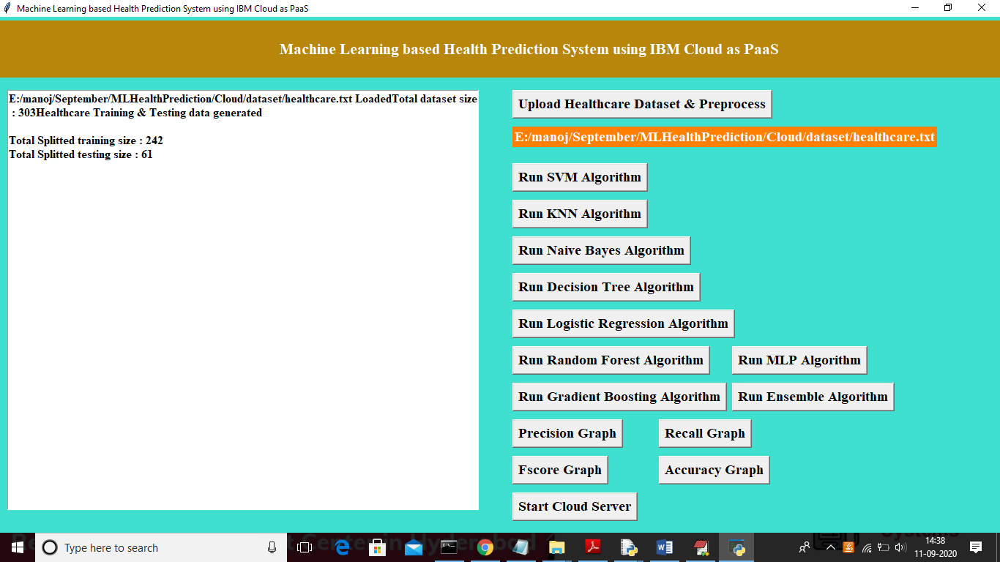 Machine Learning based Health Prediction System using IBM Cloud as PaaS
Machine Learning based Health Prediction System using IBM Cloud as PaaS
E:/manoj/September/MLHealthPrediction/Cloud/dataset/healthcare.txt LoadedTotal dataset size
: 303Healthcare Training & Testing data generated
Total Splitted training size : 242
Total Splitted testing size : 61
Upload Healthcare Dataset & Preprocess
E:/manoj/September/MLHealthPrediction/Cloud/dataset/healthcare.txt
Run SVM Algorithm
Run KNN Algorithm
Run Naive Bayes Algorithm
Run Decision Tree Algorithm
Run Logistic Regression Algorithm
Run Random Forest Algorithm
Run MLP Algorithm
Run Gradient Boosting Algorithm
Run Ensemble Algorithm
Precision Graph
Recall Graph
Fscore Graph
Accuracy Graph
Start Cloud Server
Type here to search
14:38
11-09-2020